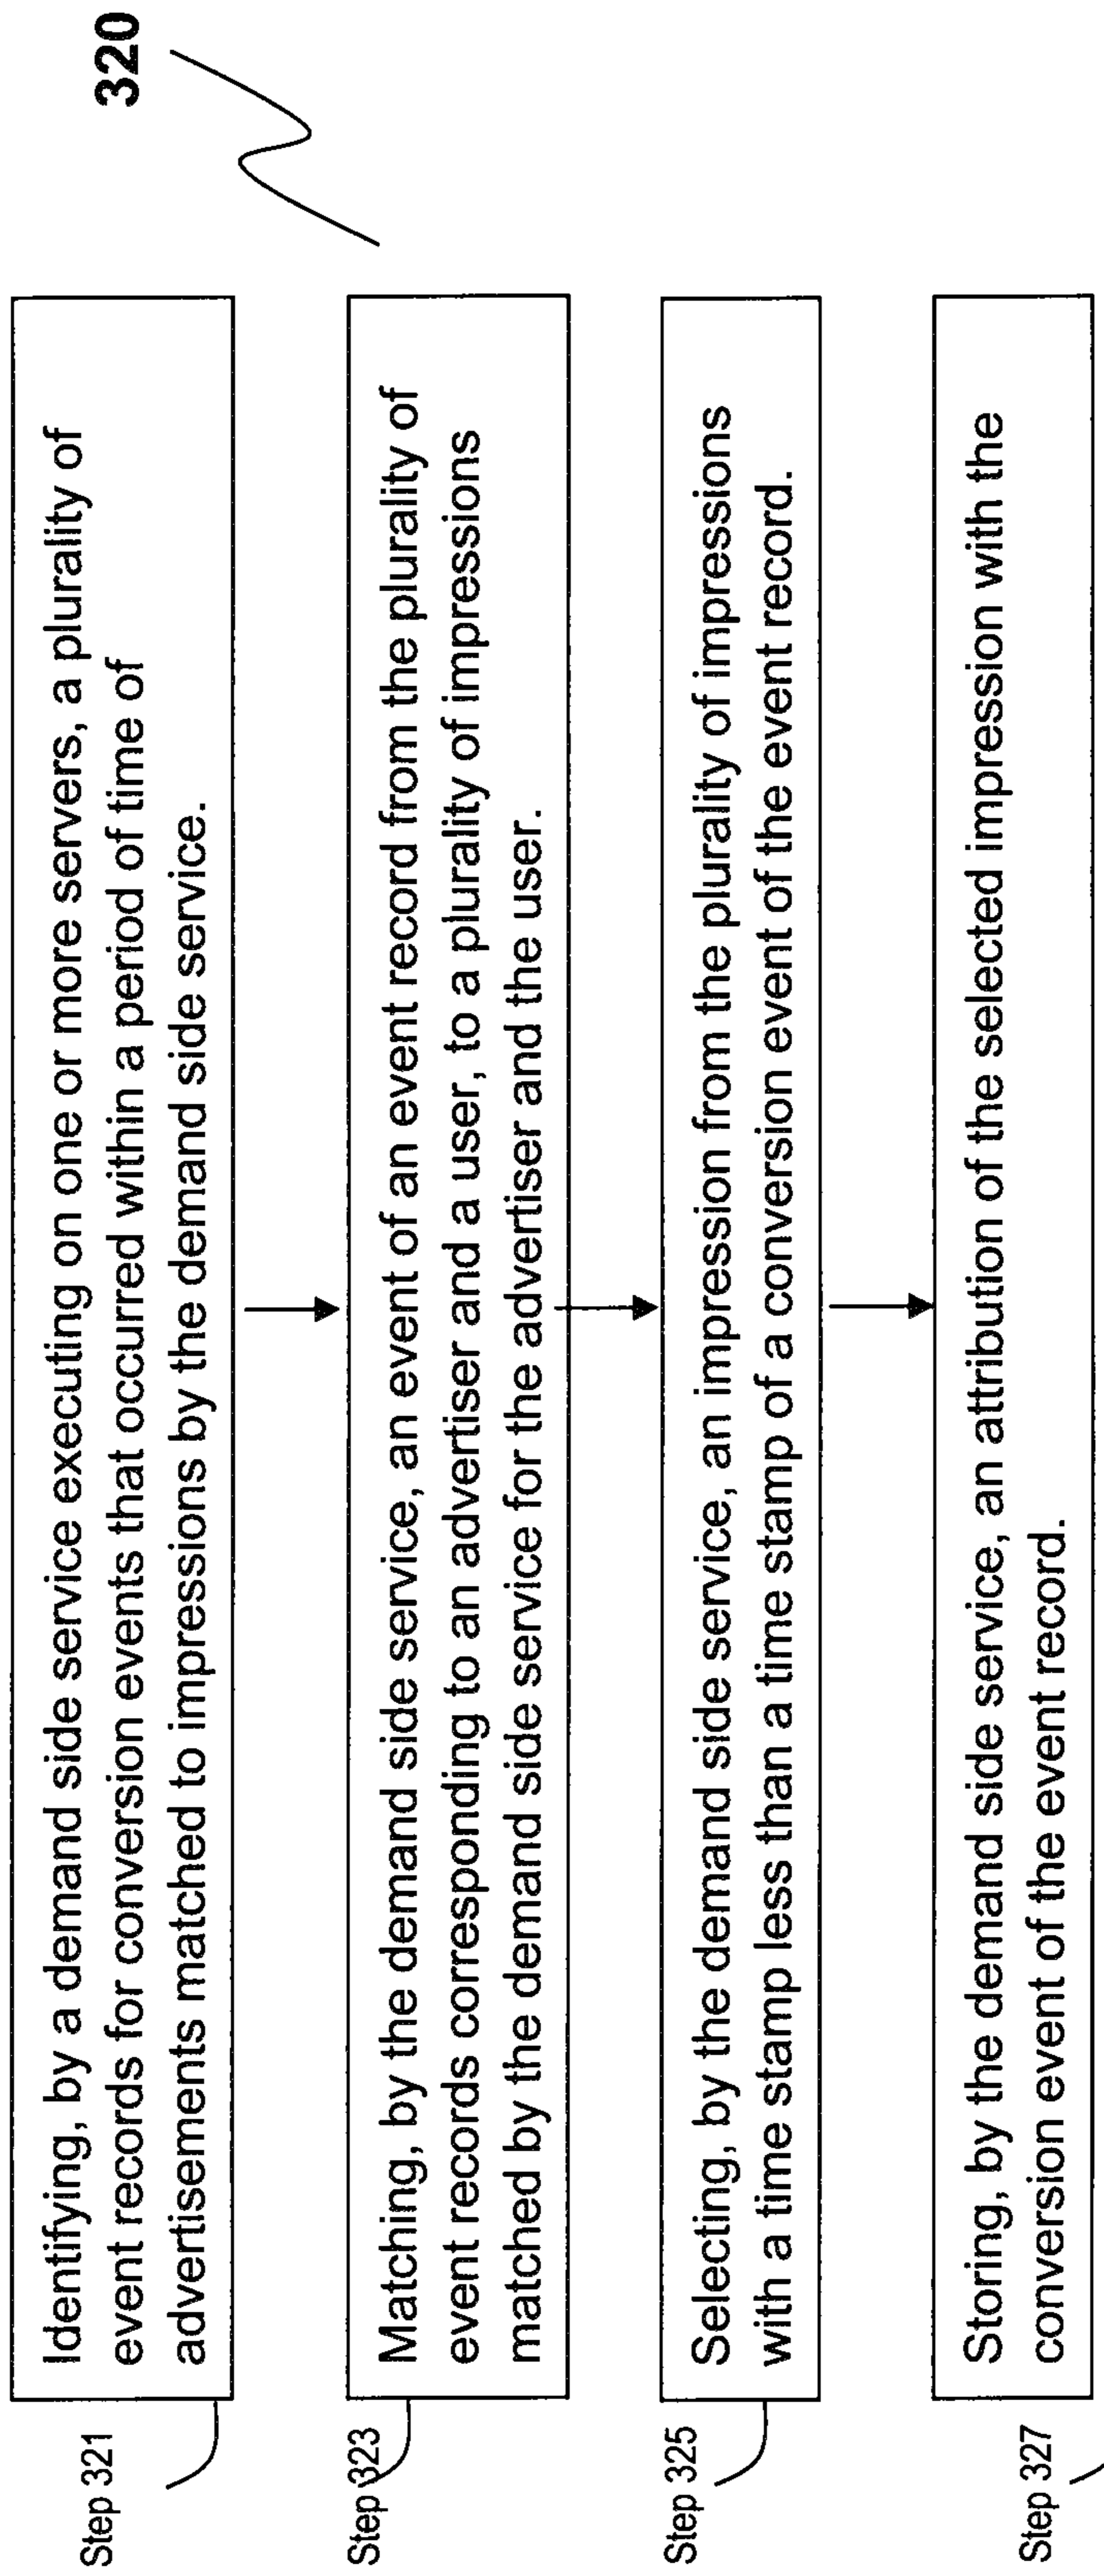 320
Step 321
Identifying, by a demand side service executing on one or more servers, a plurality of
event records for conversion events that occurred within a period of time of
advertisements matched to impressions by the demand side service.
Step 323
Matching, by the demand side service, an event of an event record from the plurality of
event records corresponding to an advertiser and a user, to a plurality of impressions
matched by the demand side service for the advertiser and the user.
Step 325
Selecting, by the demand side service, an impression from the plurality of impressions
with a time stamp less than a time stamp of a conversion event of the event record.
Step 327
Storing, by the demand side service, an attribution of the selected impression with the
conversion event of the event record.